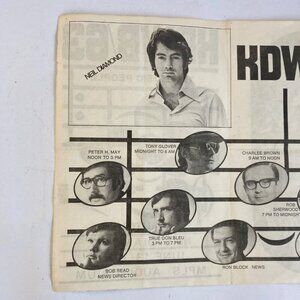 NEIL DIAMOND
KDW
PETER H. MAY
NOON TO 3 PM
TONY GLOVER
MIDNIGHT TO 6 AM
CHARLEE BROWN
9 AM TO NOON
ROB
SHERWOOD
7 PM TO MIDNIGHT
TRUE DON BLEU
3 PM TO 7 PM
BOB READ
NEWS DIRECTOR
RON BLOCK NEWS